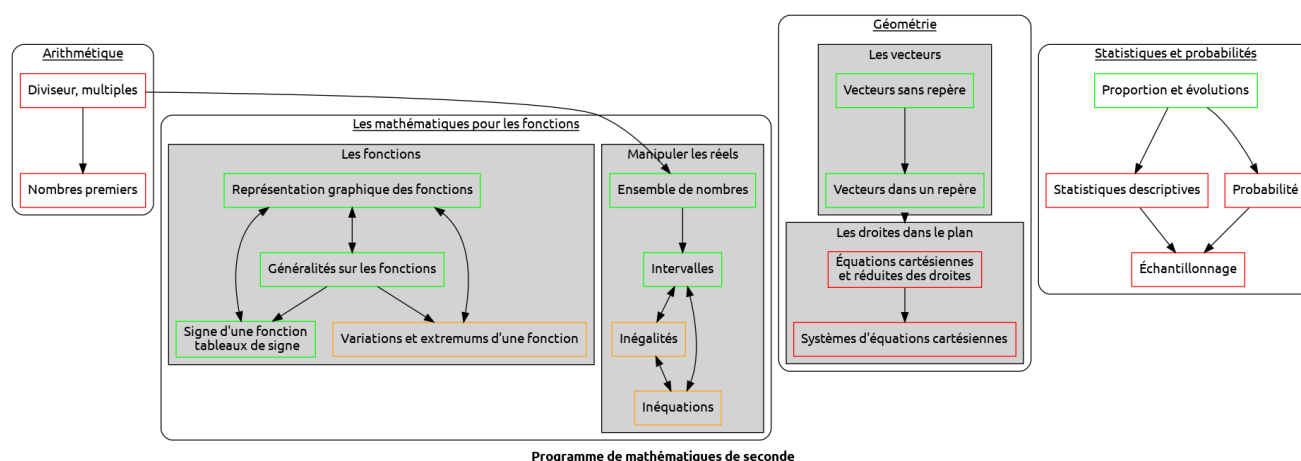 Arithmétique
Diviseur, multiples
Nombres premiers
Les mathématiques pour les fonctions
Les fonctions
Représentation graphique des fonctions
Généralités sur les fonctions
Signe d'une fonction
tableaux de signe
Variations et extremums d'une fonction
Manipuler les réels
Ensemble de nombres
Intervalles
Inégalités
Inéquations
Géométrie
Les vecteurs
Vecteurs sans repère
Vecteurs dans un repère
Les droites dans le plan
Équations cartésiennes
et réduites des droites
Systèmes d'équations cartésiennes
Statistiques et probabilités
Proportion et évolutions
Statistiques descriptives
Probabilité
Échantillonnage
Programme de mathématiques de seconde